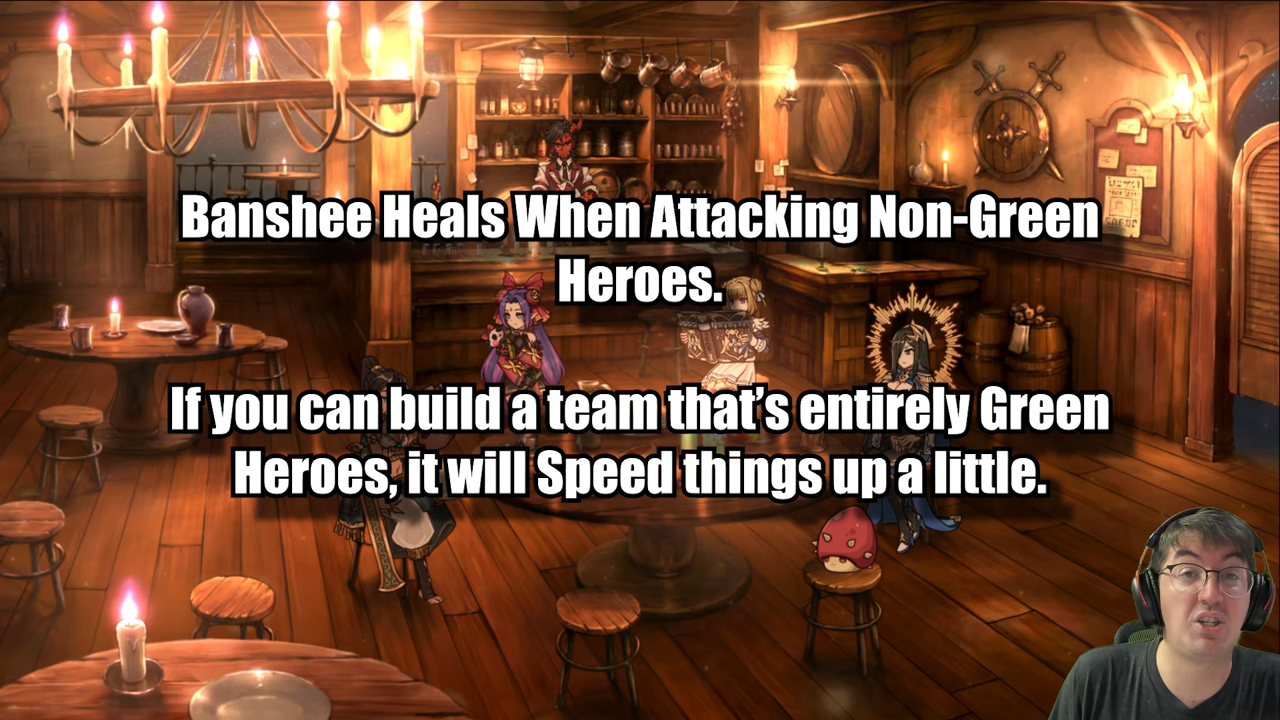 Banshee Heals When Attacking Non-Green
Heroes.
If you can build a team that’s entirely Green
Heroes, it will Speed things up a little.